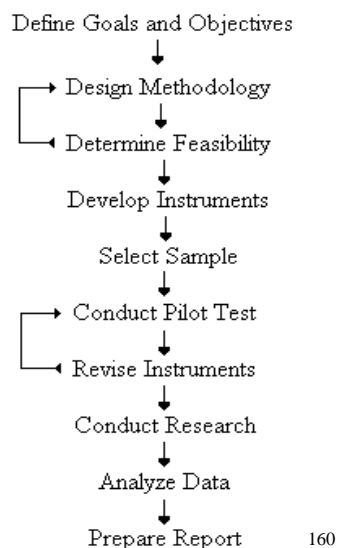 Define Goals and Objectives
Design Methodology
Determine Feasibility
Develop Instruments
Select Sample
Conduct Pilot Test
Revise Instruments
Conduct Research
Analyze Data
Prepare Report 160